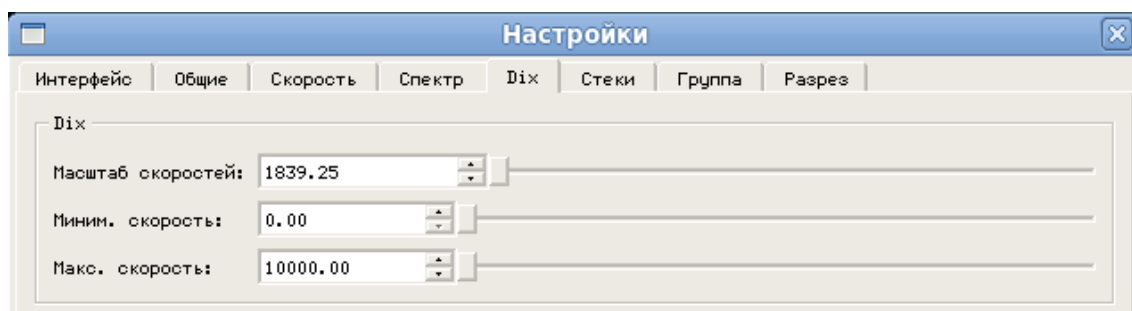 Настройки
Интерфейс Общие Скорость Спектр Dix Стеки Группа Разрез
Dix
Масштаб скоростей: 1839.25
Миним. скорость: 0.00
Макс. скорость: 10000.00